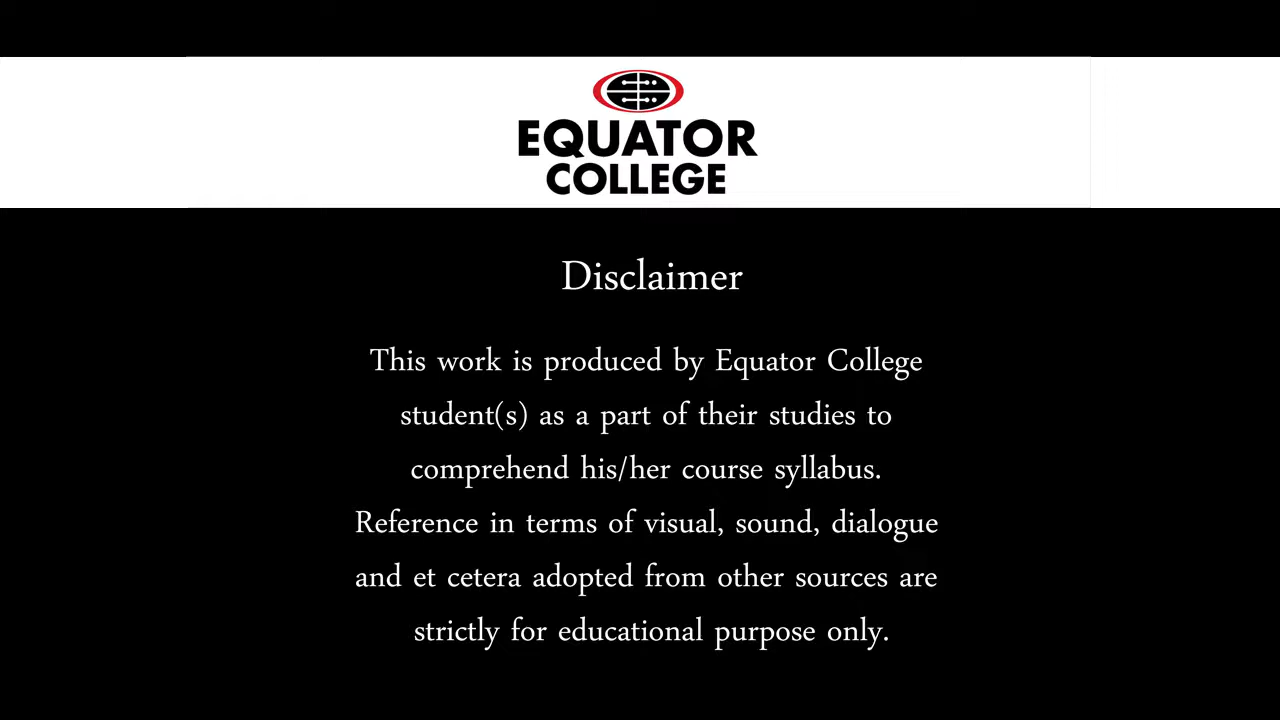 EQUATOR
COLLEGE
Disclaimer
This work is produced by Equator College
student(s) as a part of their studies to
comprehend his/her course syllabus.
Reference in terms of visual, sound, dialogue
and et cetera adopted from other sources are
strictly for educational purpose only.